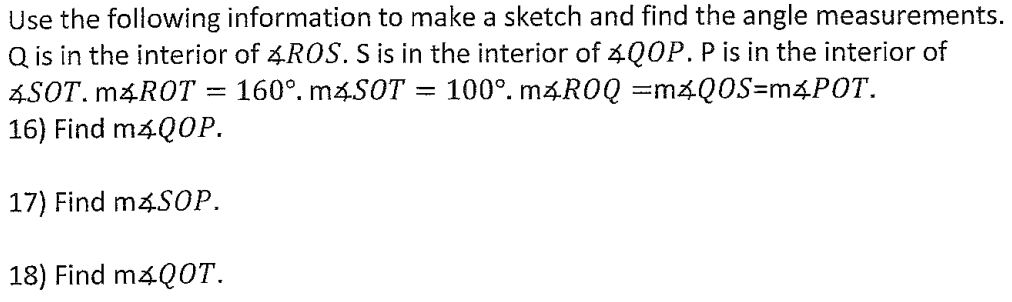 Use the following information to make a sketch and find the angle measurements.
Q is in the interior of ∡ROS. S is in the interior of ∡QOP. P is in the interior of
∡SOT. m∡ROT = 160°. m∡SOT = 100°. m∡ROQ =m∡QOS=m∡POT.
16) Find m∡QOP.
17) Find m∡SOP.
18) Find m∡QOT.